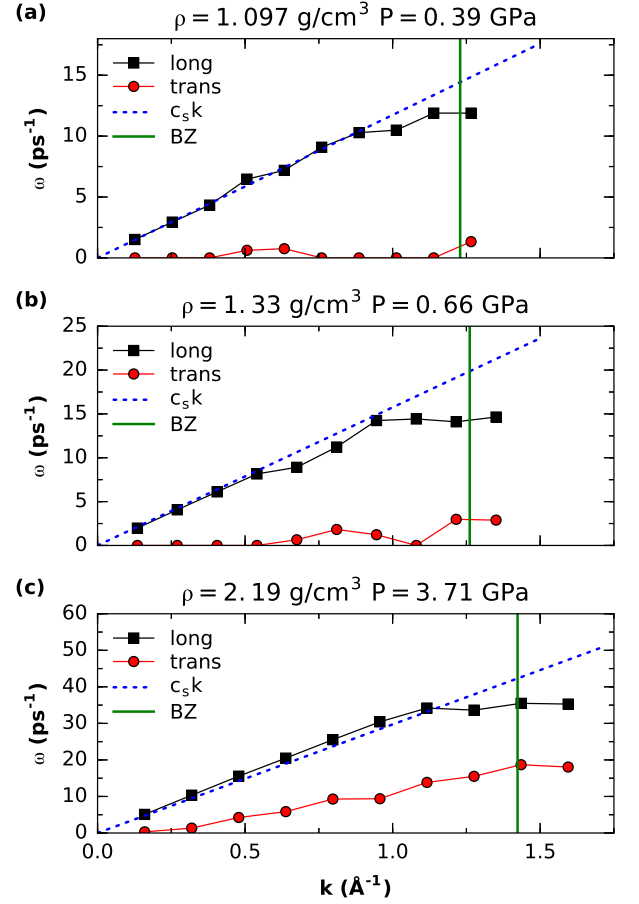 (a)
ρ = 1.097 g/cm³ P = 0.39 GPa
long
trans
cₛk
BZ
ω (ps⁻¹)
15
10
5
0
(b)
ρ = 1.33 g/cm³ P = 0.66 GPa
long
trans
cₛk
BZ
ω (ps⁻¹)
25
20
15
10
5
0
(c)
ρ = 2.19 g/cm³ P = 3.71 GPa
long
trans
cₛk
BZ
ω (ps⁻¹)
60
50
40
30
20
10
0
0.0 0.5 1.0 1.5
k (Å⁻¹)